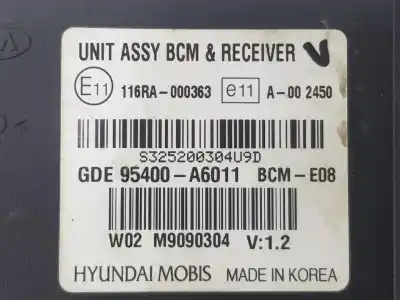 UNIT ASSY BCM & RECEIVER V
E11 116RA-000363 e11 A-00 2450
S325200304U9D
GDE 95400-A6011 BCM-E08
W02 M9090304 V:1.2
HYUNDAI MOBIS MADE IN KOREA